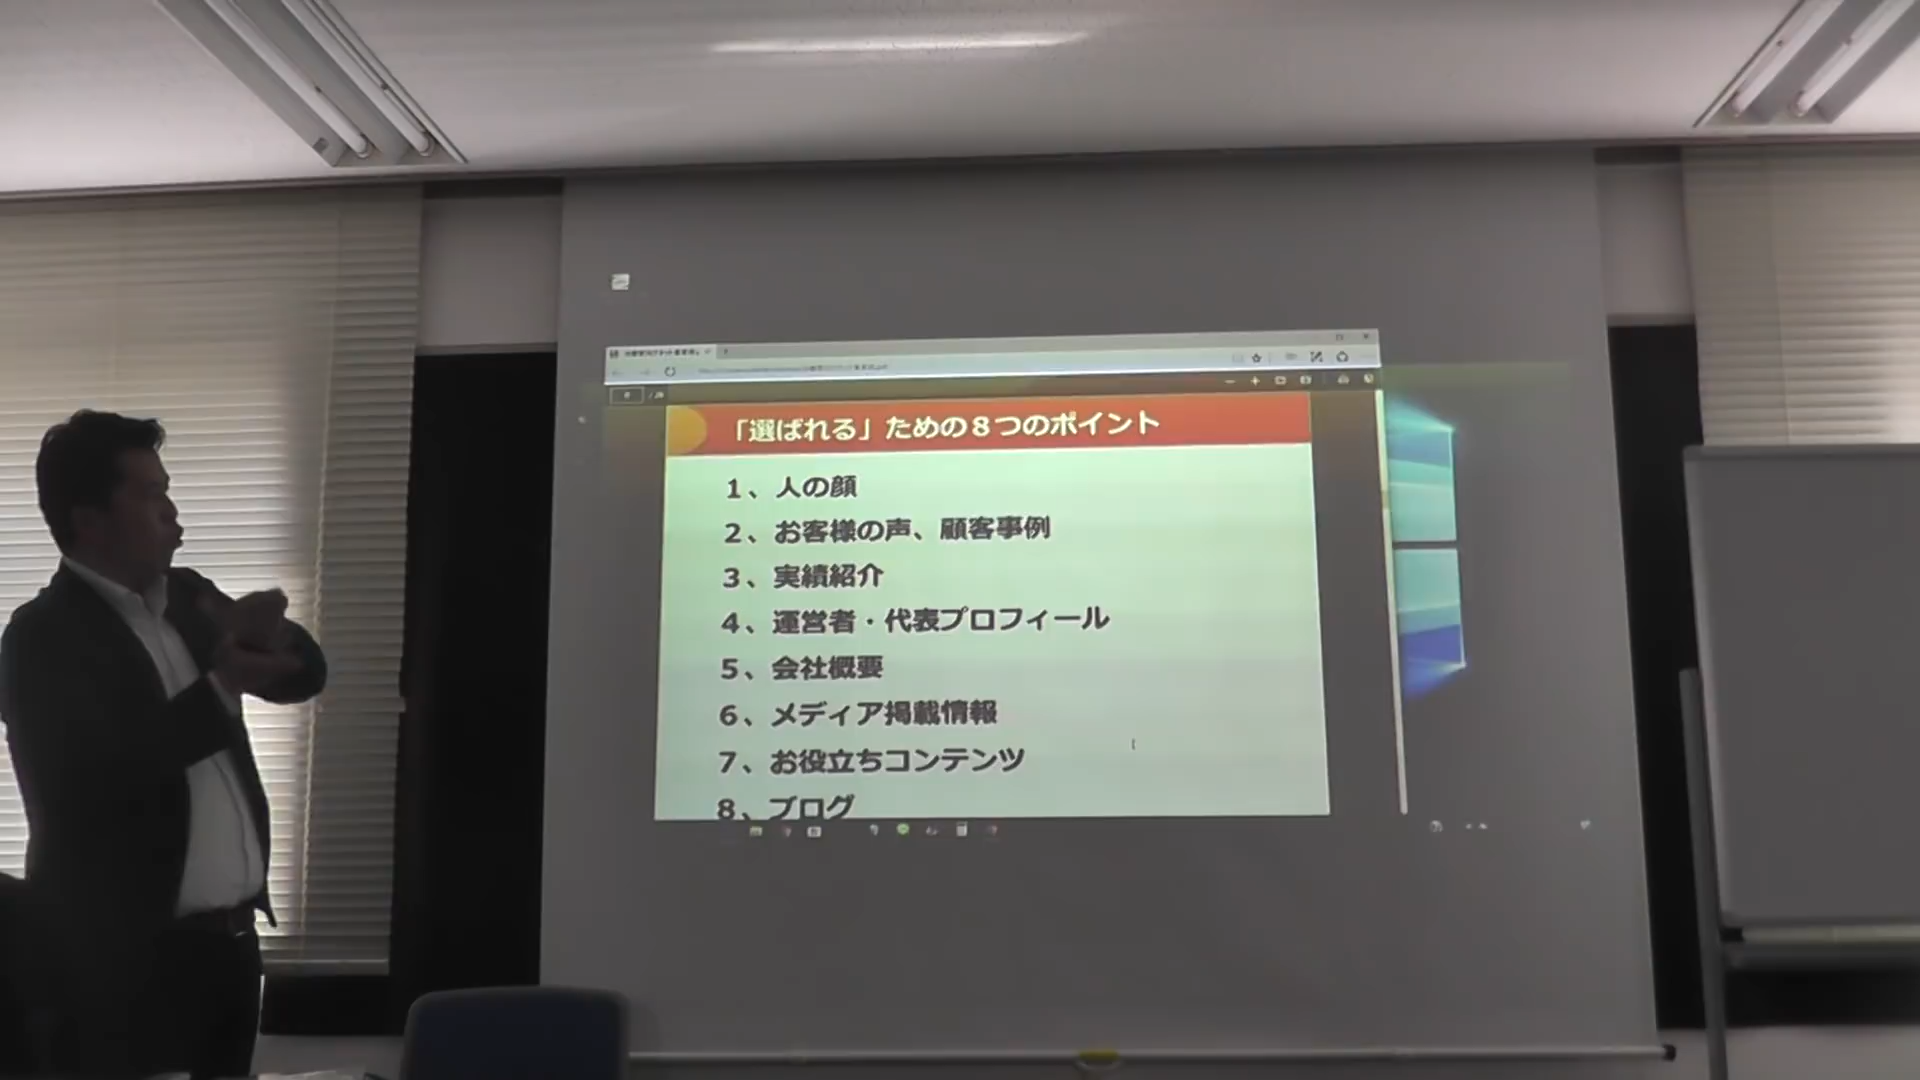 「選ばれる」ための８つのポイント
１、人の顔
２、お客様の声、顧客事例
３、実績紹介
４、運営者・代表プロフィール
５、会社概要
６、メディア掲載情報
７、お役立ちコンテンツ
８、ブログ